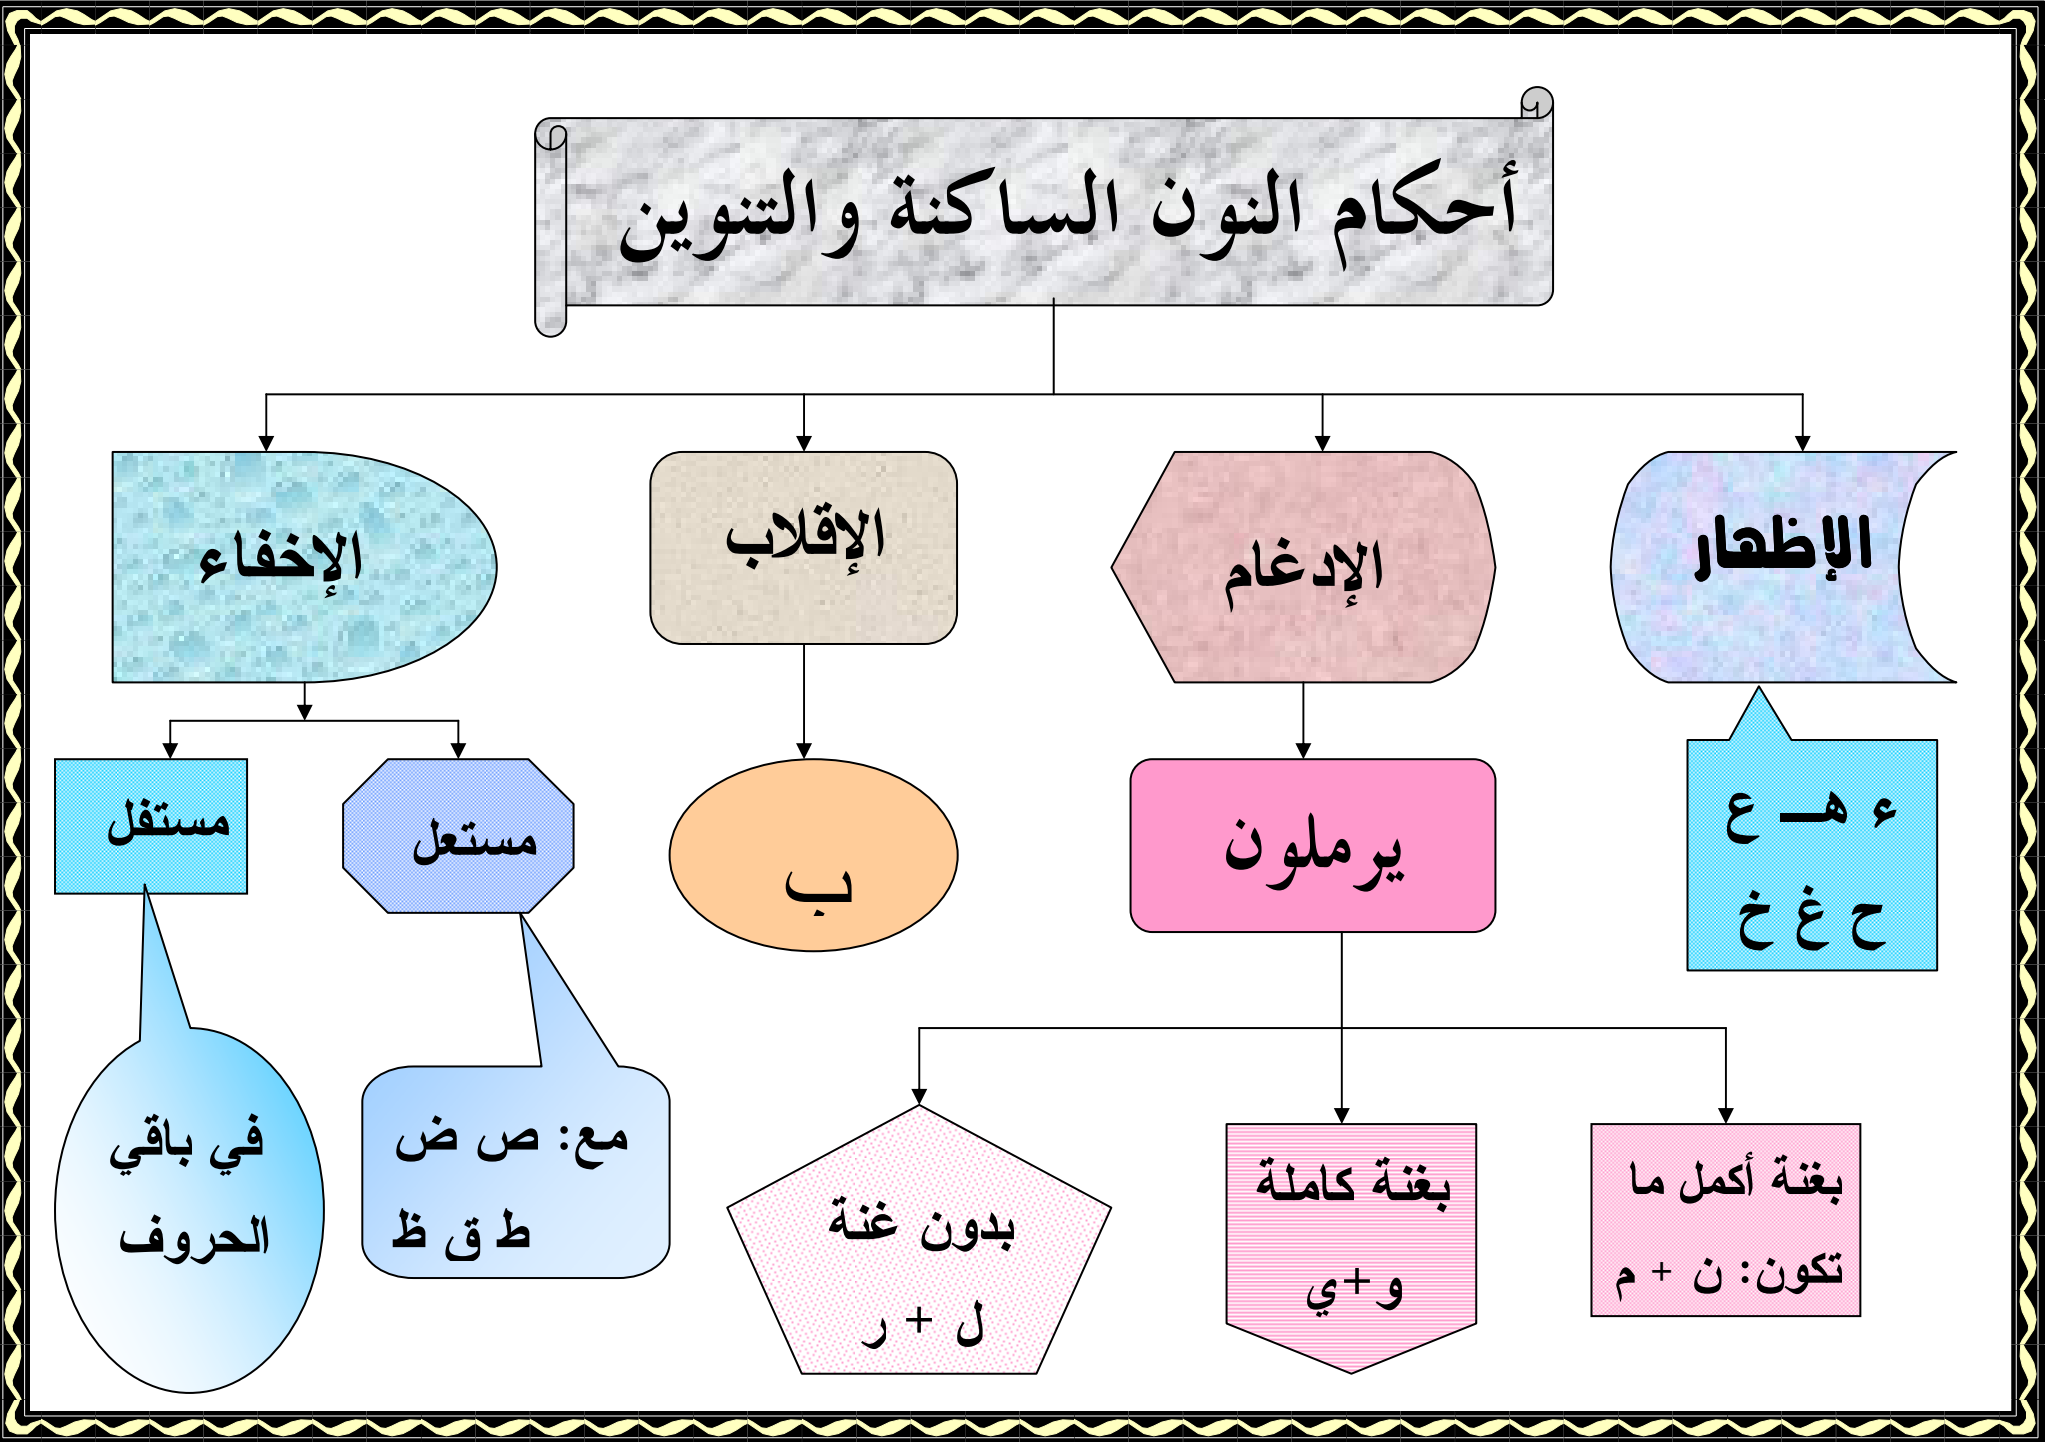 أحكام النون الساكنة والتنوين
الإظهار
الإدغام
الإقلاب
الإخفاء
ء هـــ ع
ح غ خ
يرملون
ب
مستعل
مستفل
بغنة أكمل ما
تكون: ن + م
بغنة كاملة
و+ي
بدون غنة
ل + ر
مع: ص ض
ط ق ظ
في باقي
الحروف